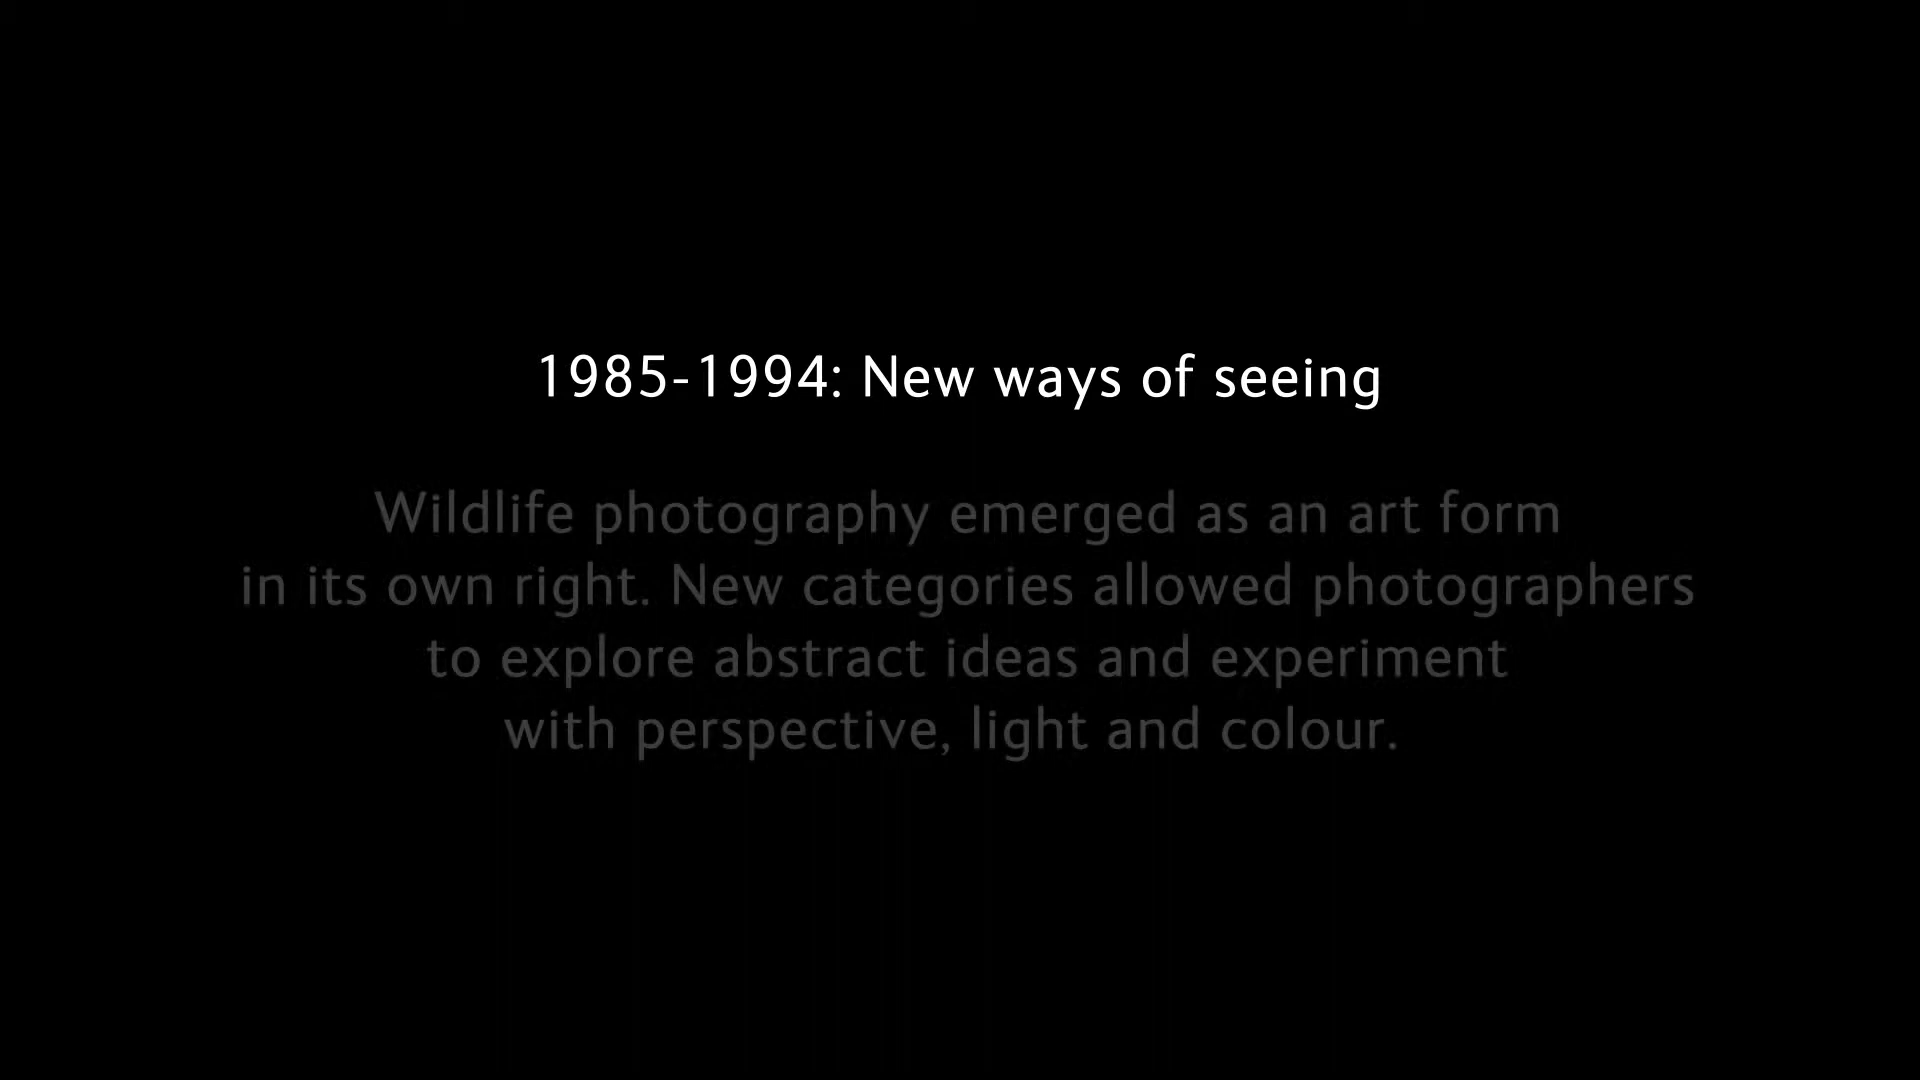 1985-1994: New ways of seeing
Wildlife photography emerged as an art form
in its own right. New categories allowed photographers
to explore abstract ideas and experiment
with perspective, light and colour.